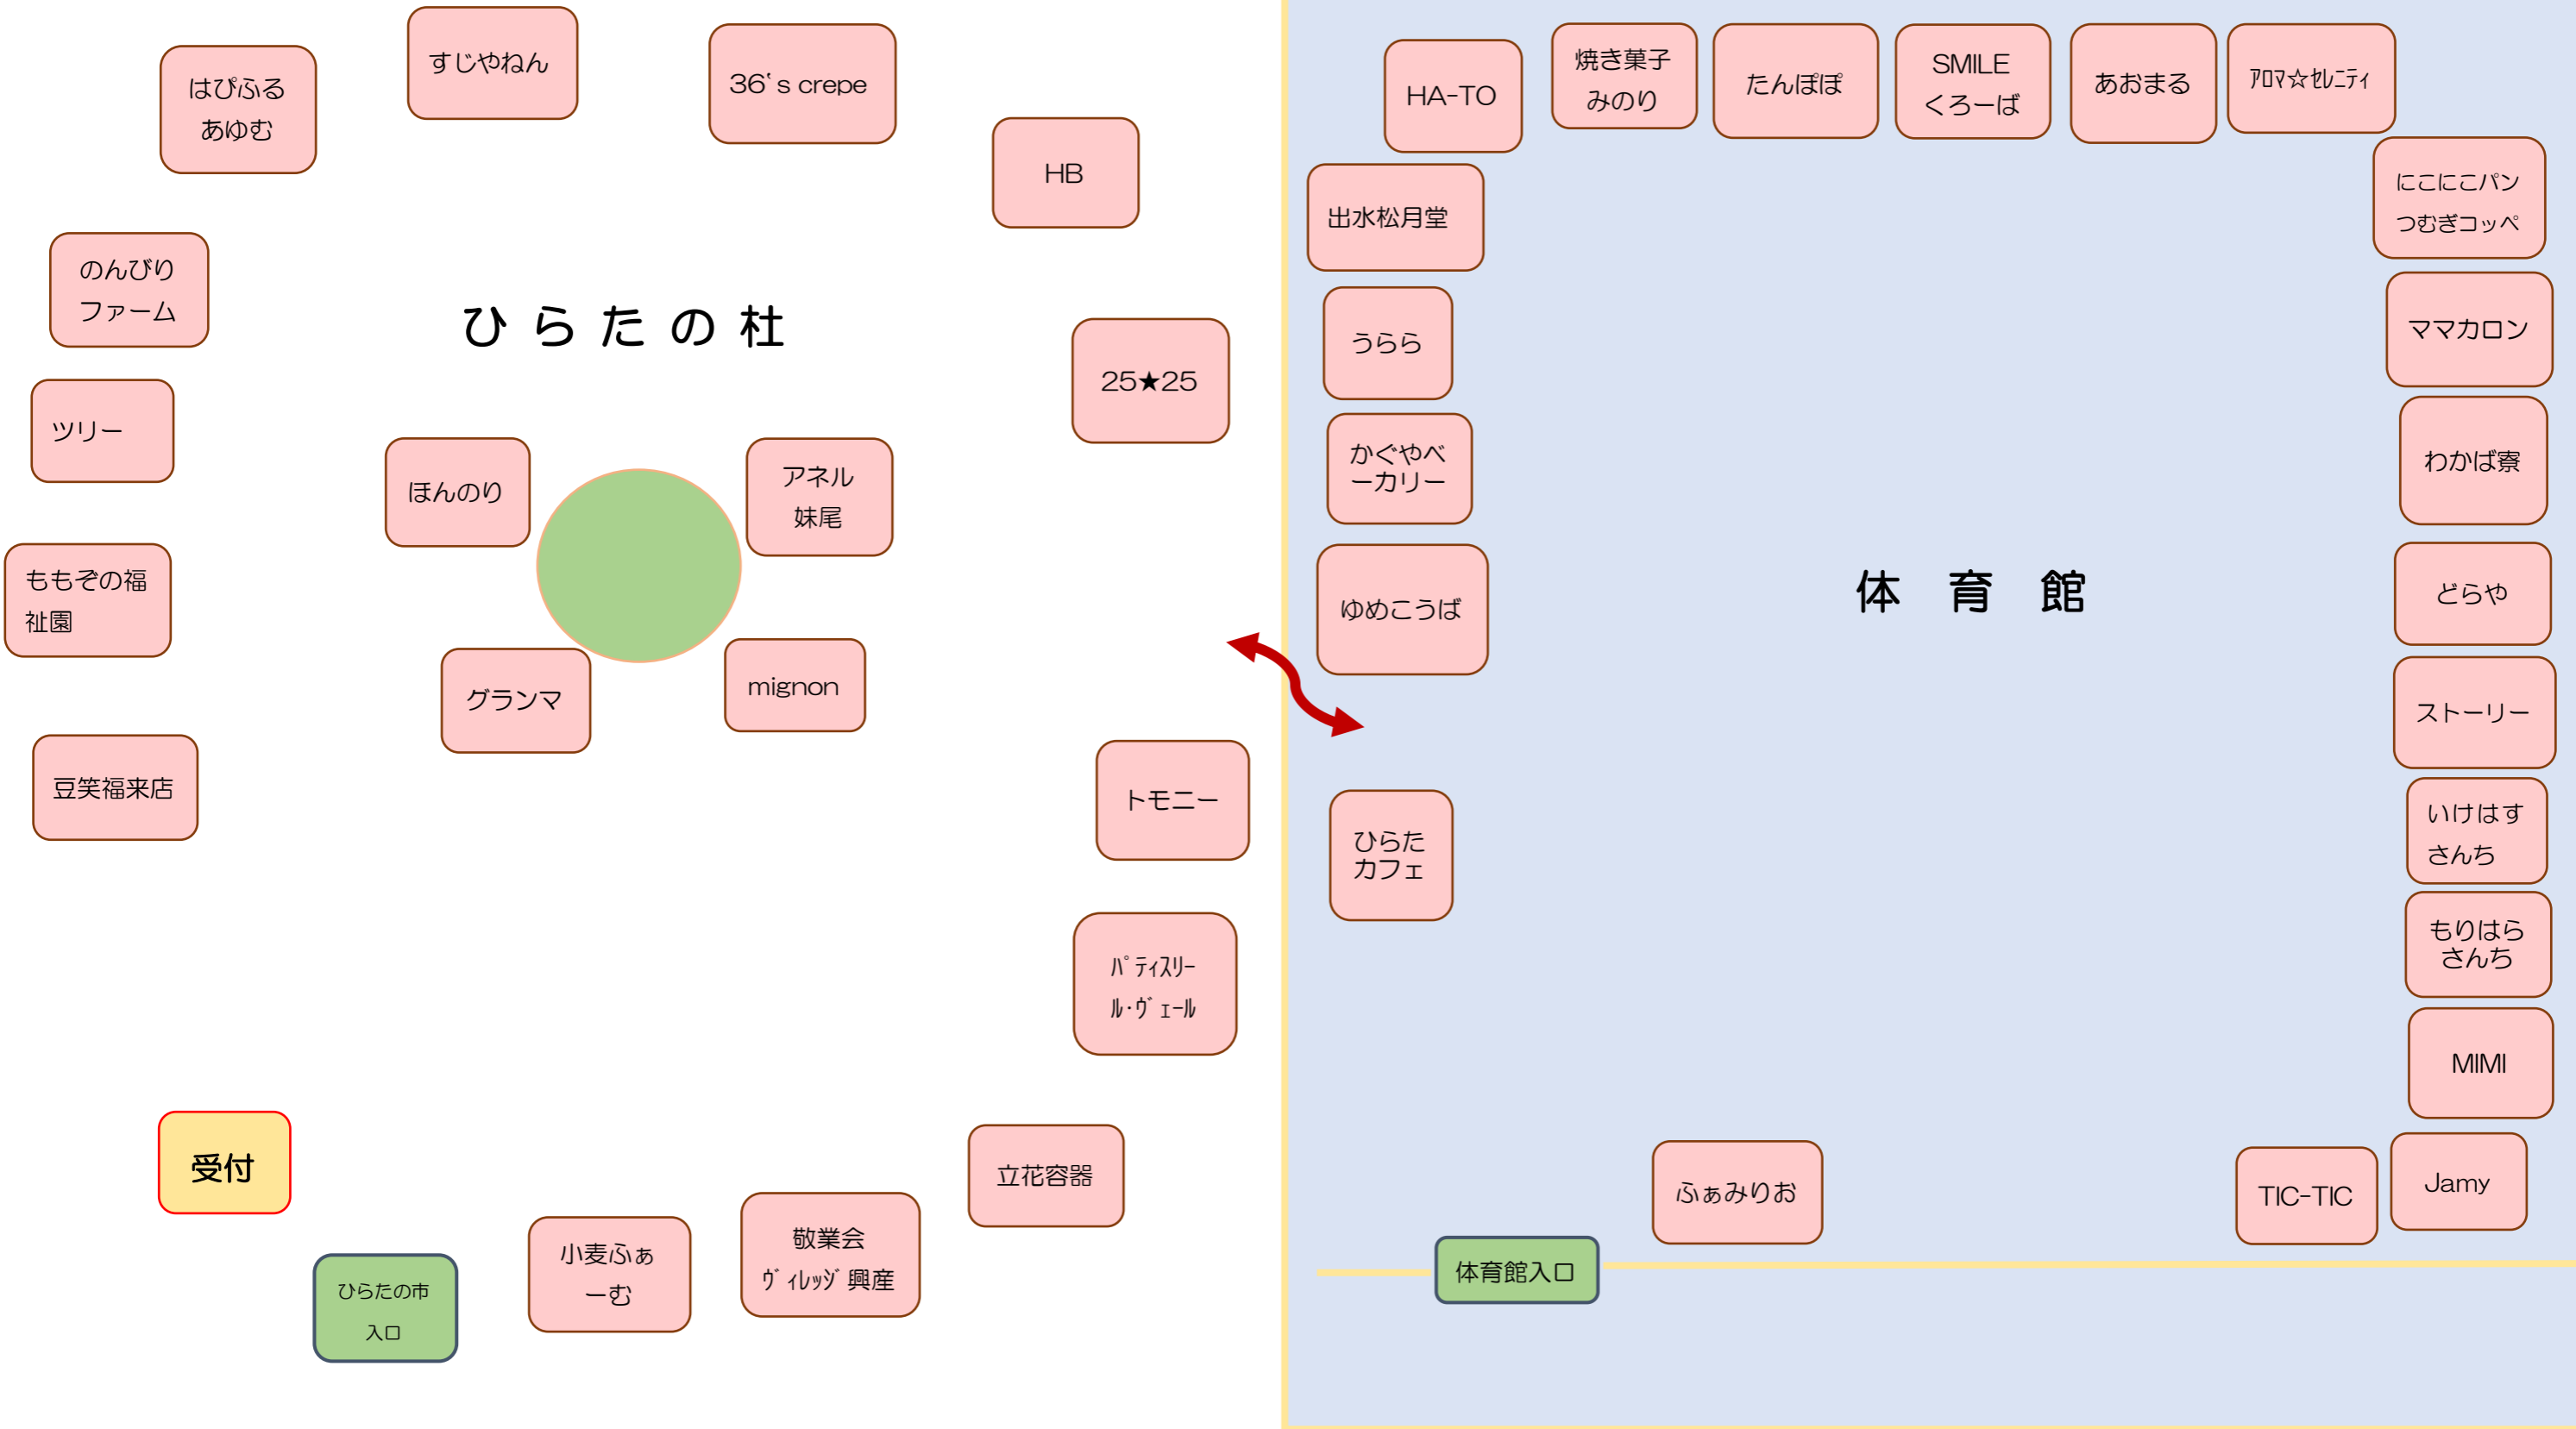 はぴふる
あゆむ
すじやねん
36‘s crepe
HB
のんびり
ファーム
ひらたの杜
25★25
ツリー
ほんのり
アネル
妹尾
ももぞの福
祉園
グランマ
mignon
豆笑福来店
トモニー
ﾊﾟﾃｨｽﾘｰ
ﾙ･ｳﾞｪｰﾙ
受付
立花容器
ひらたの市
入口
小麦ふぁ
ーむ
敬業会
ｳﾞｨﾚｯｼﾞ興産
HA-TO
焼き菓子
みのり
たんぽぽ
SMILE
くろーば
あおまる
ｱﾛﾏ☆ｾﾚﾆﾃｨ
出水松月堂
にこにこパン
つむぎコッペ
うらら
ママカロン
かぐやベ
ーカリー
わかば寮
ゆめこうば
体育館
どらや
ストーリー
ひらた
カフェ
いけはす
さんち
もりはら
さんち
MIMI
ふぁみりお
TIC-TIC
Jamy
体育館入口